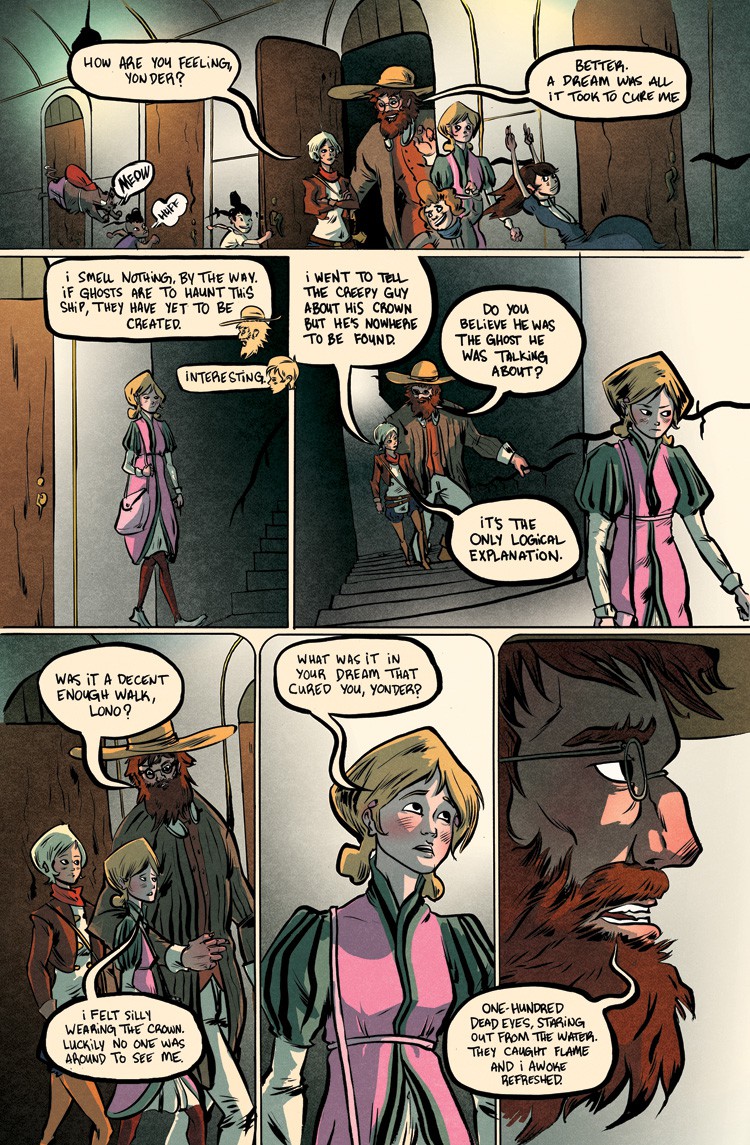 HOW ARE YOU FEELING,
YONDER?
BETTER.
A DREAM WAS ALL
IT TOOK TO CURE ME
MEOW
HUFF
I SMELL NOTHING, BY THE WAY.
IF GHOSTS ARE TO HAUNT THIS
SHIP, THEY HAVE YET TO BE
CREATED.
INTERESTING.
I WENT TO TELL
THE CREEPY GUY
ABOUT HIS CROWN
BUT HE'S NOWHERE
TO BE FOUND.
DO YOU
BELIEVE HE WAS
THE GHOST HE
WAS TALKING
ABOUT?
IT'S THE
ONLY LOGICAL
EXPLANATION.
WAS IT A DECENT
ENOUGH WALK,
LONO?
I FELT SILLY
WEARING THE CROWN.
LUCKILY NO ONE WAS
AROUND TO SEE ME.
WHAT WAS IT IN
YOUR DREAM THAT
CURED YOU, YONDER?
ONE-HUNDRED
DEAD EYES, STARING
OUT FROM THE WATER.
THEY CAUGHT FLAME
AND I AWOKE
REFRESHED.